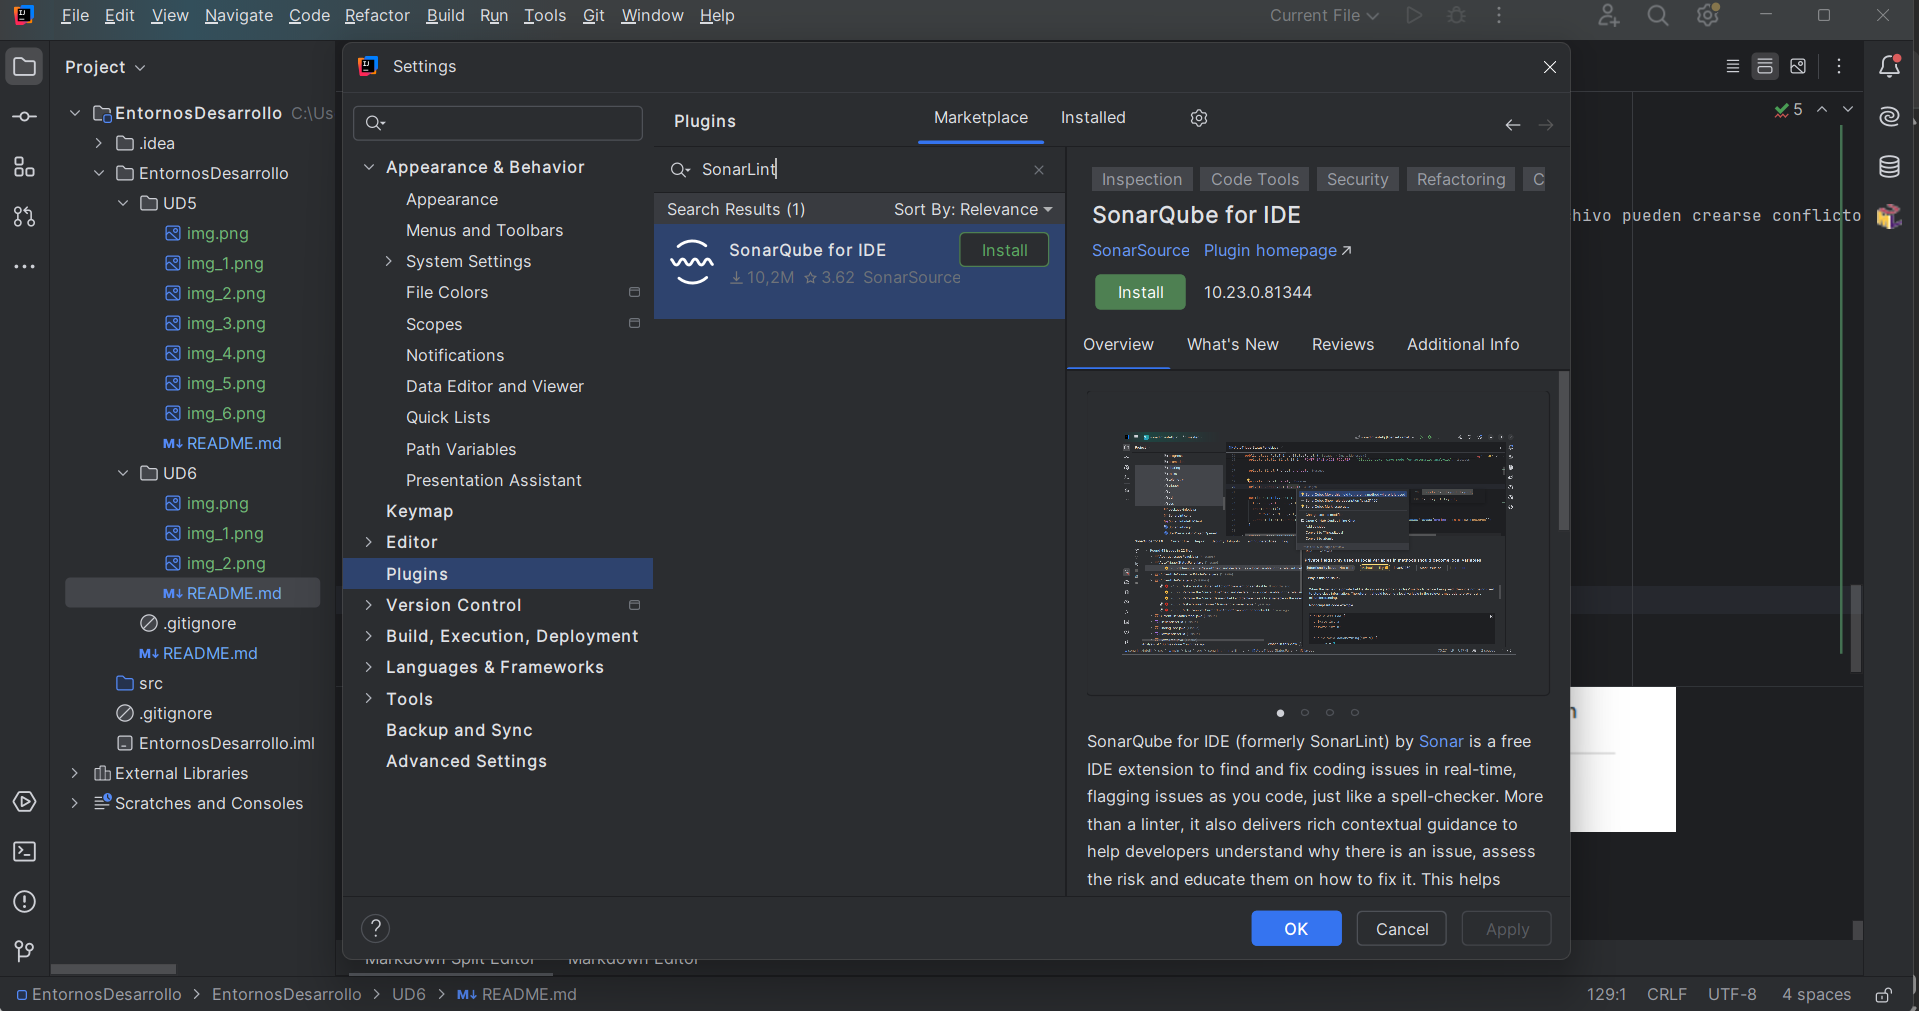 File Edit View Navigate Code Refactor Build Run Tools Git Window Help
Current File
Project
EntornosDesarrollo C:\Us
.idea
EntornosDesarrollo
UD5
img.png
img_1.png
img_2.png
img_3.png
img_4.png
img_5.png
img_6.png
README.md
UD6
img.png
img_1.png
img_2.png
README.md
.gitignore
README.md
src
.gitignore
EntornosDesarrollo.iml
External Libraries
Scratches and Consoles
Settings
Appearance & Behavior
Appearance
Menus and Toolbars
System Settings
File Colors
Scopes
Notifications
Data Editor and Viewer
Quick Lists
Path Variables
Presentation Assistant
Keymap
Editor
Plugins
Version Control
Build, Execution, Deployment
Languages & Frameworks
Tools
Backup and Sync
Advanced Settings
Plugins Marketplace Installed
SonarLint
Search Results (1) Sort By: Relevance
SonarQube for IDE Install
10,2M 3.62 SonarSource
Inspection Code Tools Security Refactoring C
SonarQube for IDE
SonarSource Plugin homepage
Install 10.23.0.81344
Overview What's New Reviews Additional Info
SonarQube for IDE (formerly SonarLint) by Sonar is a free
IDE extension to find and fix coding issues in real-time,
flagging issues as you code, just like a spell-checker. More
than a linter, it also delivers rich contextual guidance to
help developers understand why there is an issue, assess
the risk and educate them on how to fix it. This helps
? OK Cancel Apply
5
hivo pueden crearse conflicto
Markdown Split Editor Markdown Editor
EntornosDesarrollo > EntornosDesarrollo > UD6 > README.md
129:1 CRLF UTF-8 4 spaces